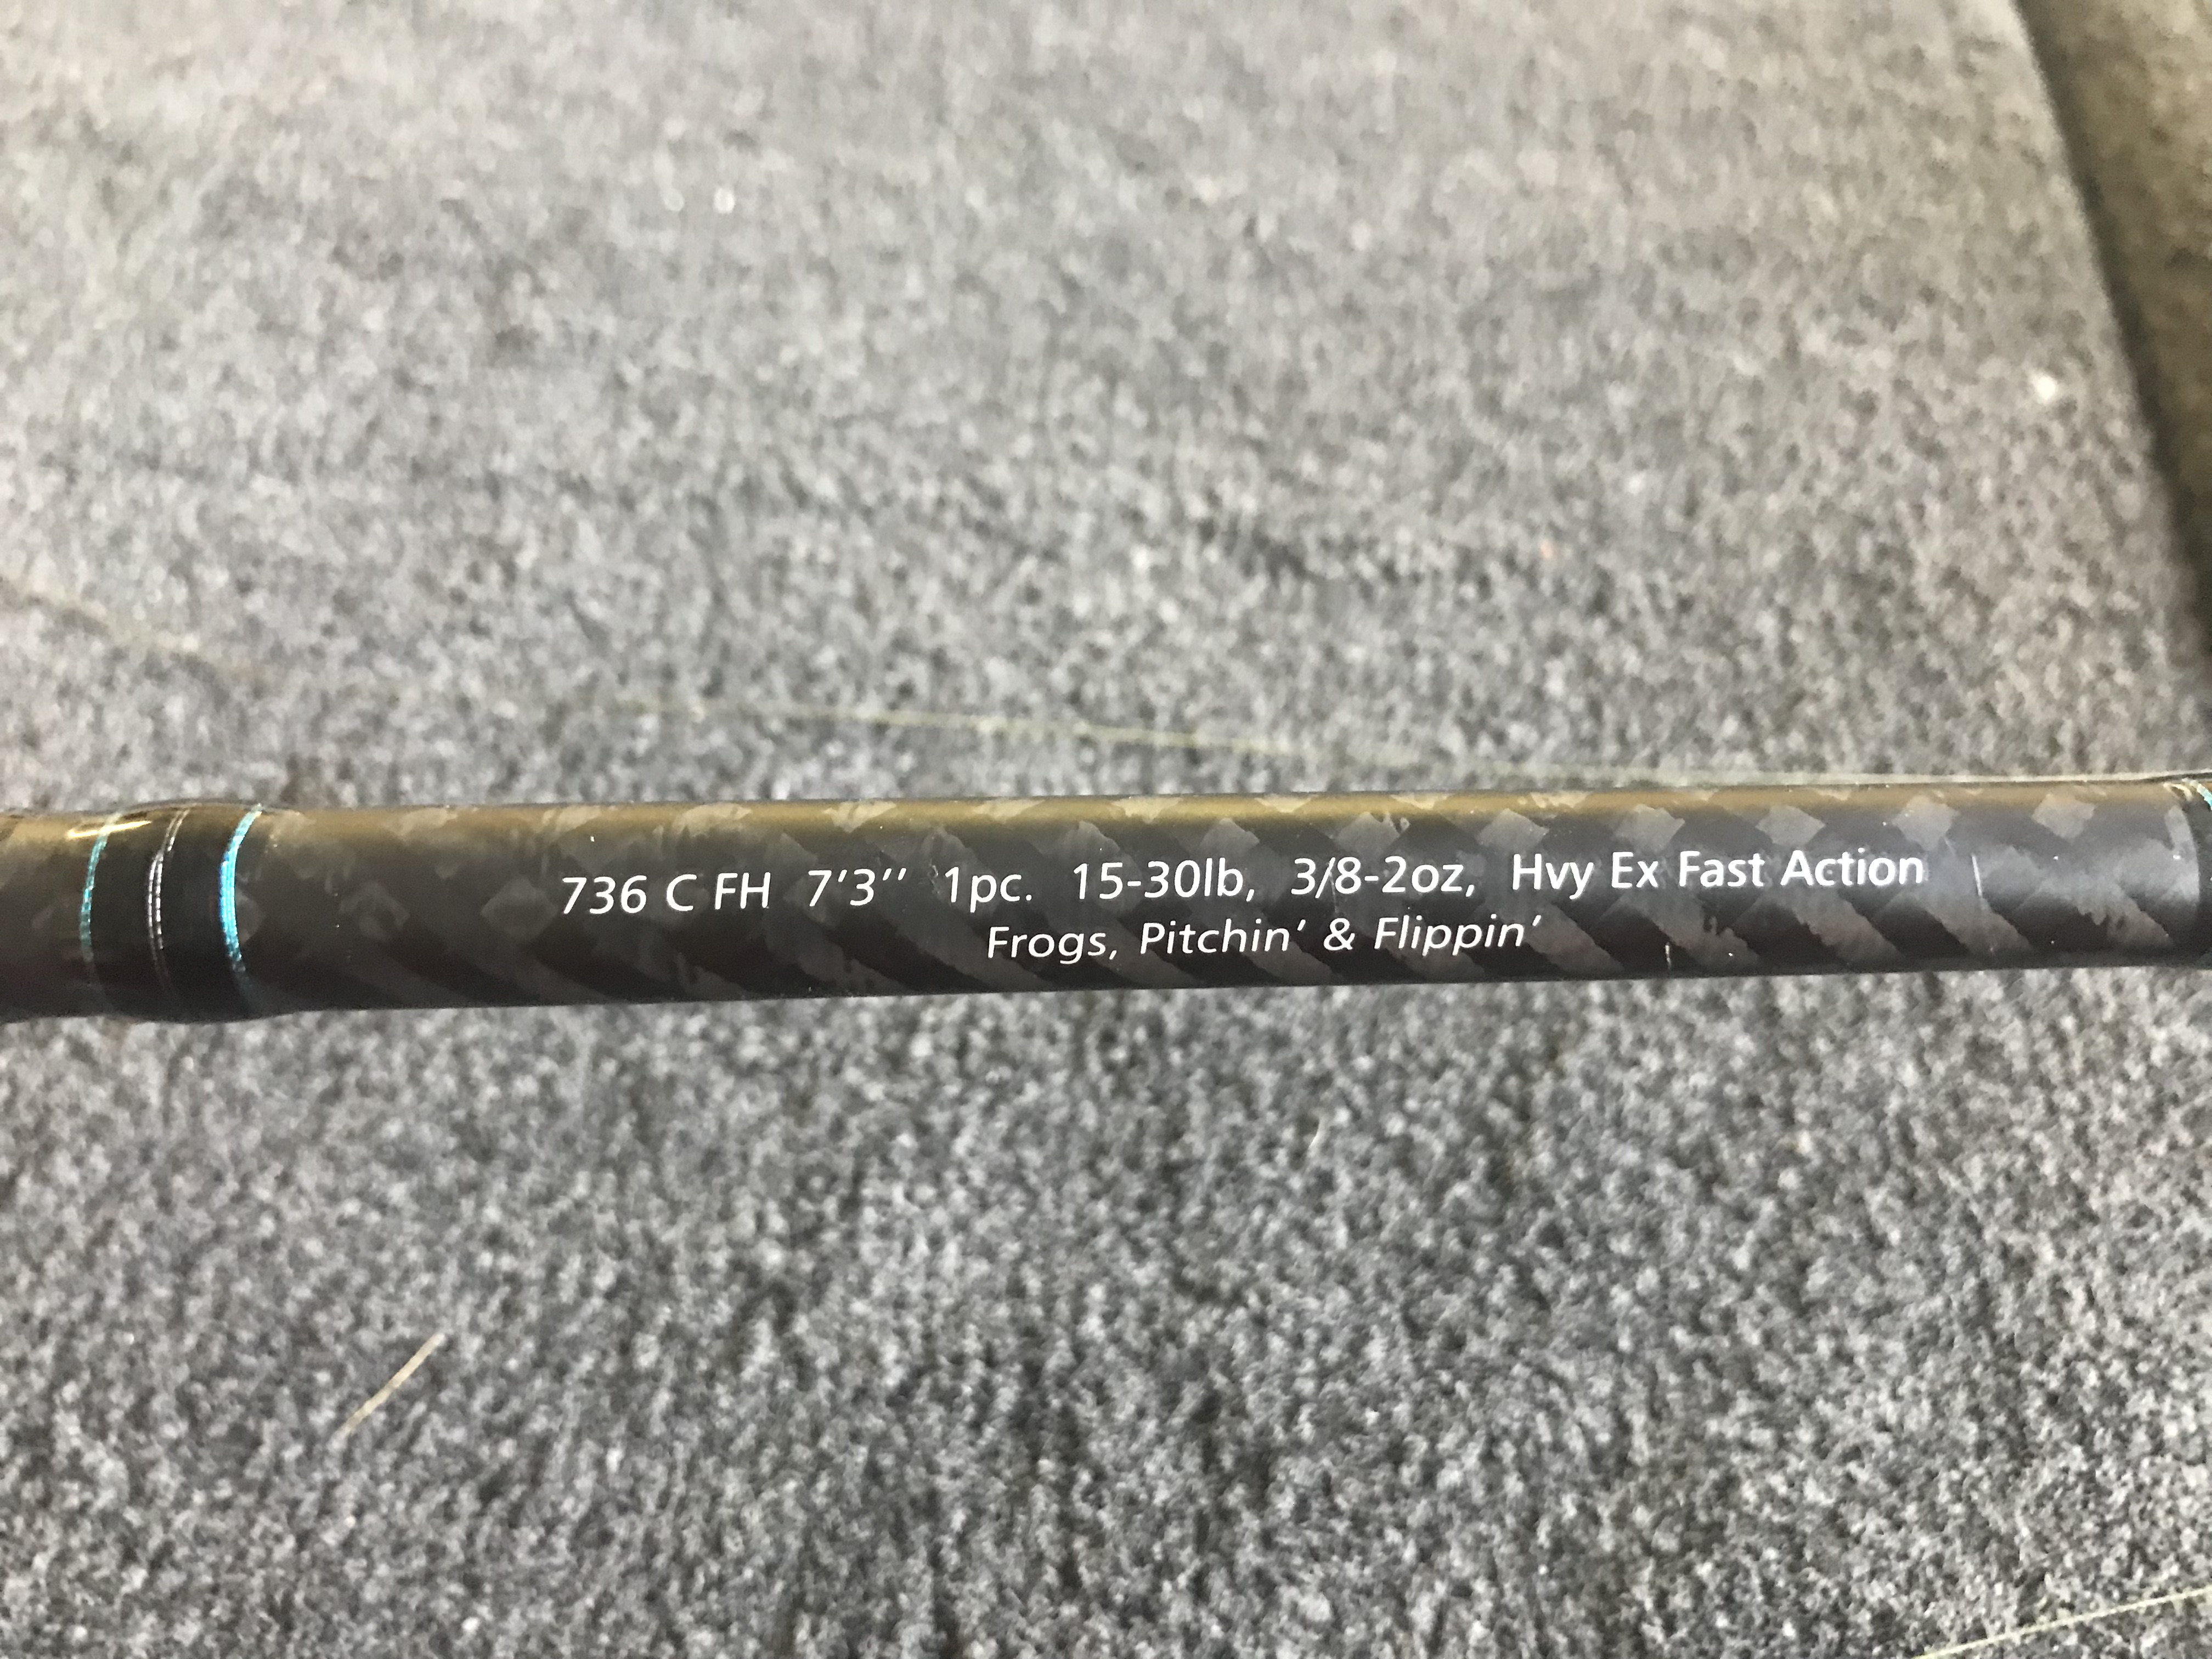 736 C FH 7'3'' 1pc. 15-30lb, 3/8-2oz, Hvy Ex Fast Action
Frogs, Pitchin' & Flippin'